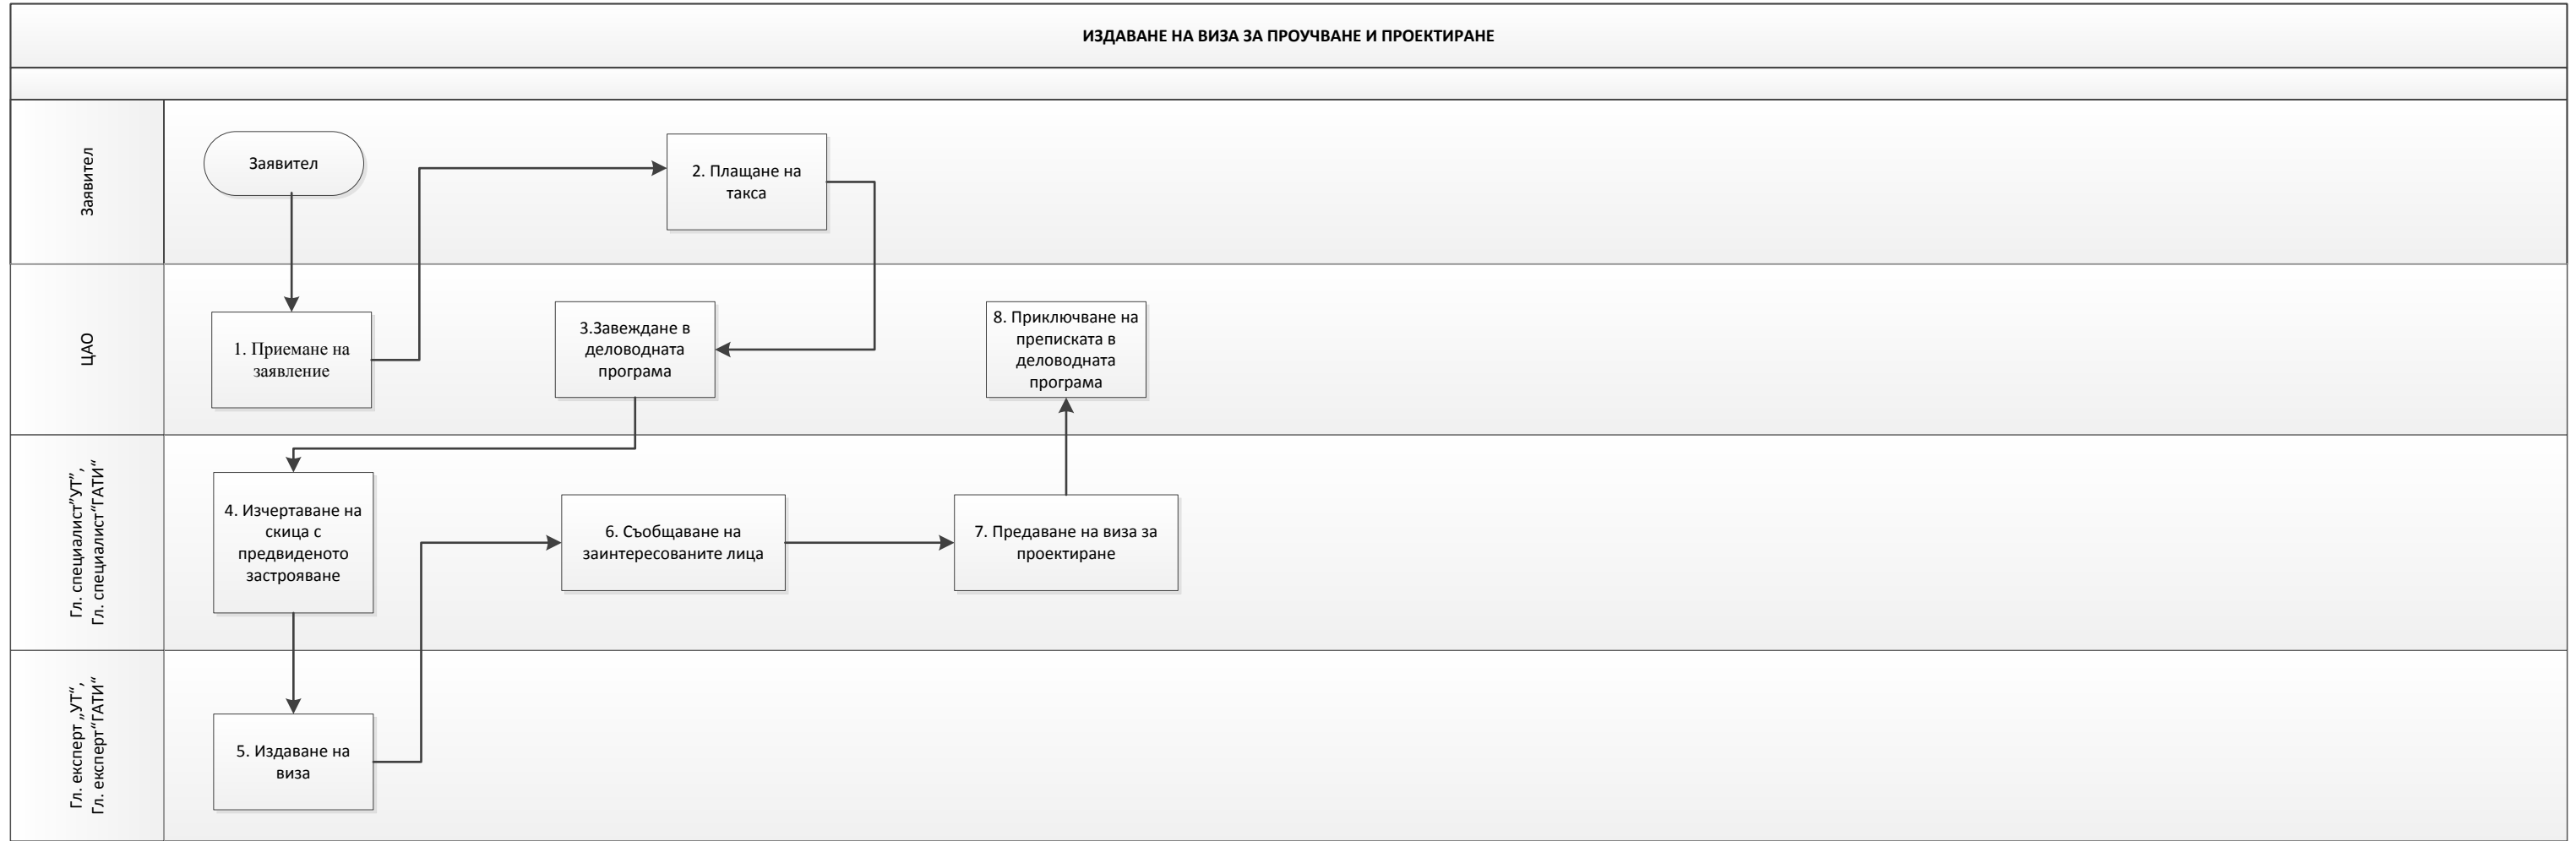 ИЗДАВАНЕ НА ВИЗА ЗА ПРОУЧВАНЕ И ПРОЕКТИРАНЕ
Заявител
Заявител
2. Плащане на
такса
ЦАО
1. Приемане на
заявление
3.Завеждане в
деловодната
програма
8. Приключване на
преписката в
деловодната
програма
Гл. специалист”УТ”,
Гл. специалист“ГАТИ“
4. Изчертаване на
скица с
предвиденото
застрояване
6. Съобщаване на
заинтересованите лица
7. Предаване на виза за
проектиране
Гл. експерт „УТ“,
Гл. експерт“ГАТИ“
5. Издаване на
виза